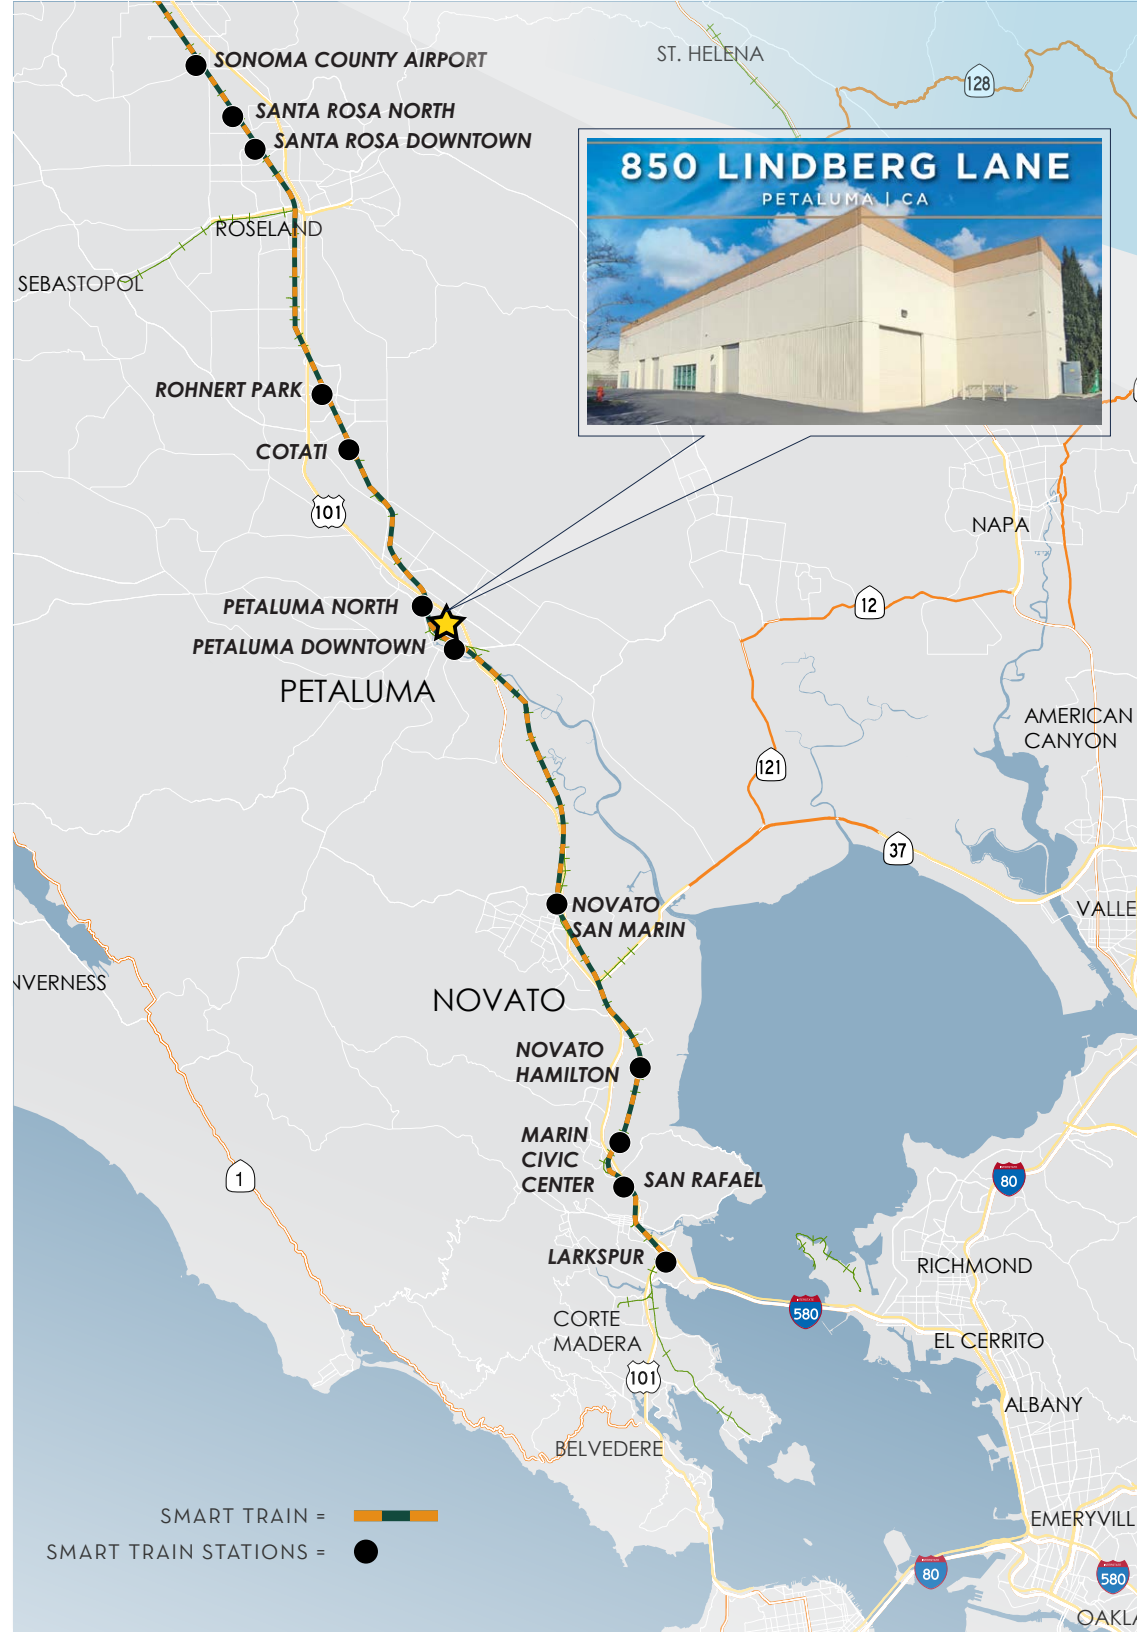 SONOMA COUNTY AIRPORT
ST. HELENA
128
SANTA ROSA NORTH
SANTA ROSA DOWNTOWN
850 LINDBERG LANE
PETALUMA | CA
ROSELAND
SEBASTOPOL
ROHNERT PARK
COTATI
101
NAPA
PETALUMA NORTH
12
PETALUMA DOWNTOWN
PETALUMA
AMERICAN
CANYON
121
37
NOVATO
SAN MARIN
VALLE
NVERNESS
NOVATO
NOVATO
HAMILTON
MARIN
CIVIC
CENTER
SAN RAFAEL
1
80
LARKSPUR
RICHMOND
580
CORTE
MADERA
EL CERRITO
101
ALBANY
BELVEDERE
SMART TRAIN =
EMERYVILL
SMART TRAIN STATIONS =
80
580
OAKLA